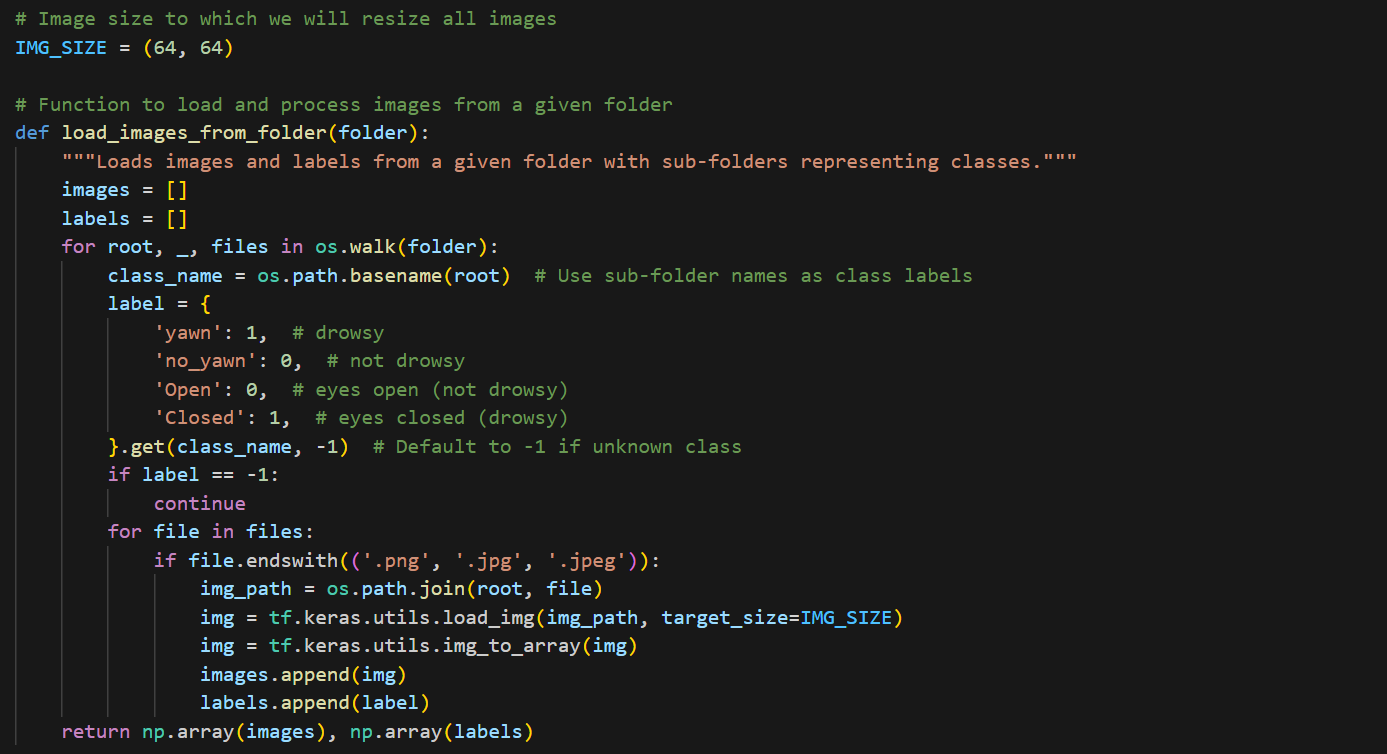 # Image size to which we will resize all images
IMG_SIZE = (64, 64)

# Function to load and process images from a given folder
def load_images_from_folder(folder):
    """Loads images and labels from a given folder with sub-folders representing classes."""
    images = []
    labels = []
    for root, _, files in os.walk(folder):
        class_name = os.path.basename(root)  # Use sub-folder names as class labels
        label = {
            'yawn': 1,  # drowsy
            'no_yawn': 0,  # not drowsy
            'Open': 0,  # eyes open (not drowsy)
            'Closed': 1,  # eyes closed (drowsy)
        }.get(class_name, -1)  # Default to -1 if unknown class
        if label == -1:
            continue
        for file in files:
            if file.endswith(('.png', '.jpg', '.jpeg')):
                img_path = os.path.join(root, file)
                img = tf.keras.utils.load_img(img_path, target_size=IMG_SIZE)
                img = tf.keras.utils.img_to_array(img)
                images.append(img)
                labels.append(label)
    return np.array(images), np.array(labels)